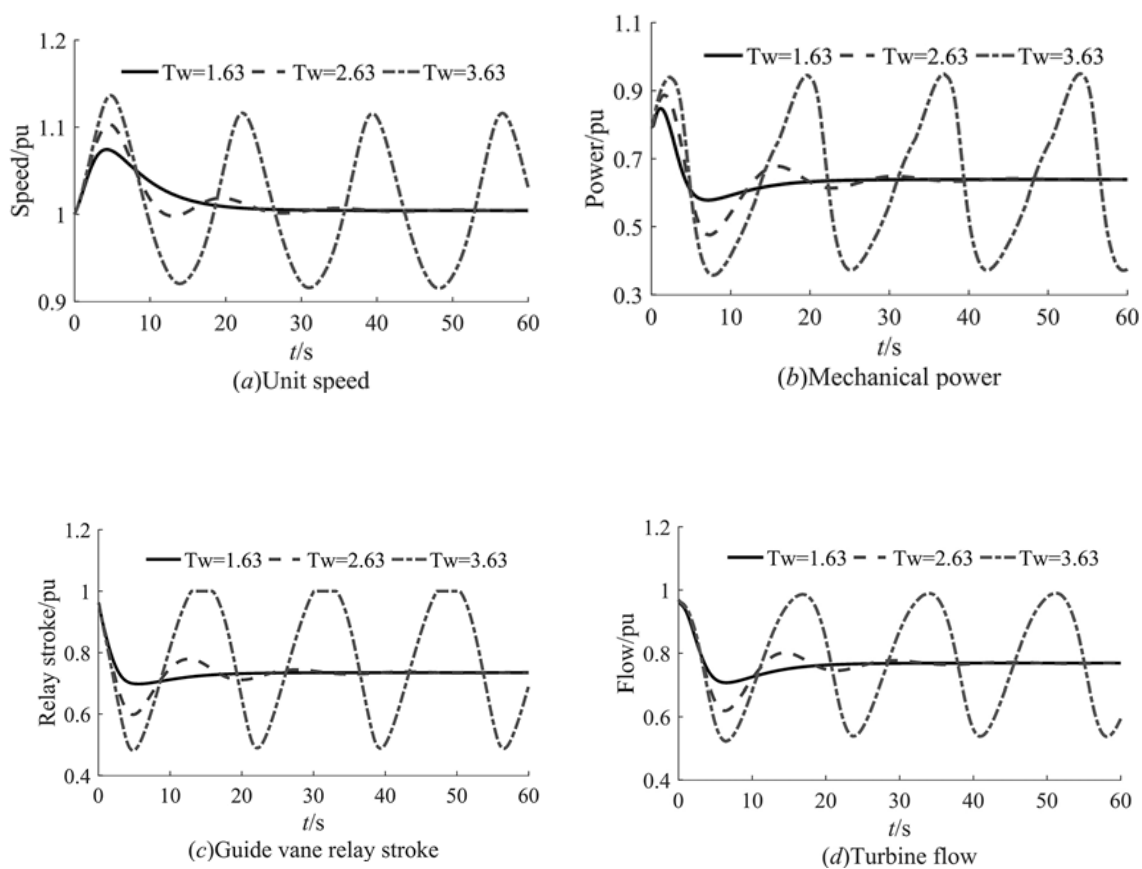 1.2
Tw=1.63 Tw=2.63 Tw=3.63
1.1
Speed/pu
1
0.9
0 10 20 30 40 50 60
t/s
(a)Unit speed
1.1
Tw=1.63 Tw=2.63 Tw=3.63
0.9
Power/pu
0.7
0.5
0.3
0 10 20 30 40 50 60
t/s
(b)Mechanical power
1.2
Tw=1.63 Tw=2.63 Tw=3.63
1
Relay stroke/pu
0.8
0.6
0.4
0 10 20 30 40 50 60
t/s
(c)Guide vane relay stroke
1.2
Tw=1.63 Tw=2.63 Tw=3.63
1
Flow/pu
0.8
0.6
0.4
0 10 20 30 40 50 60
t/s
(d)Turbine flow